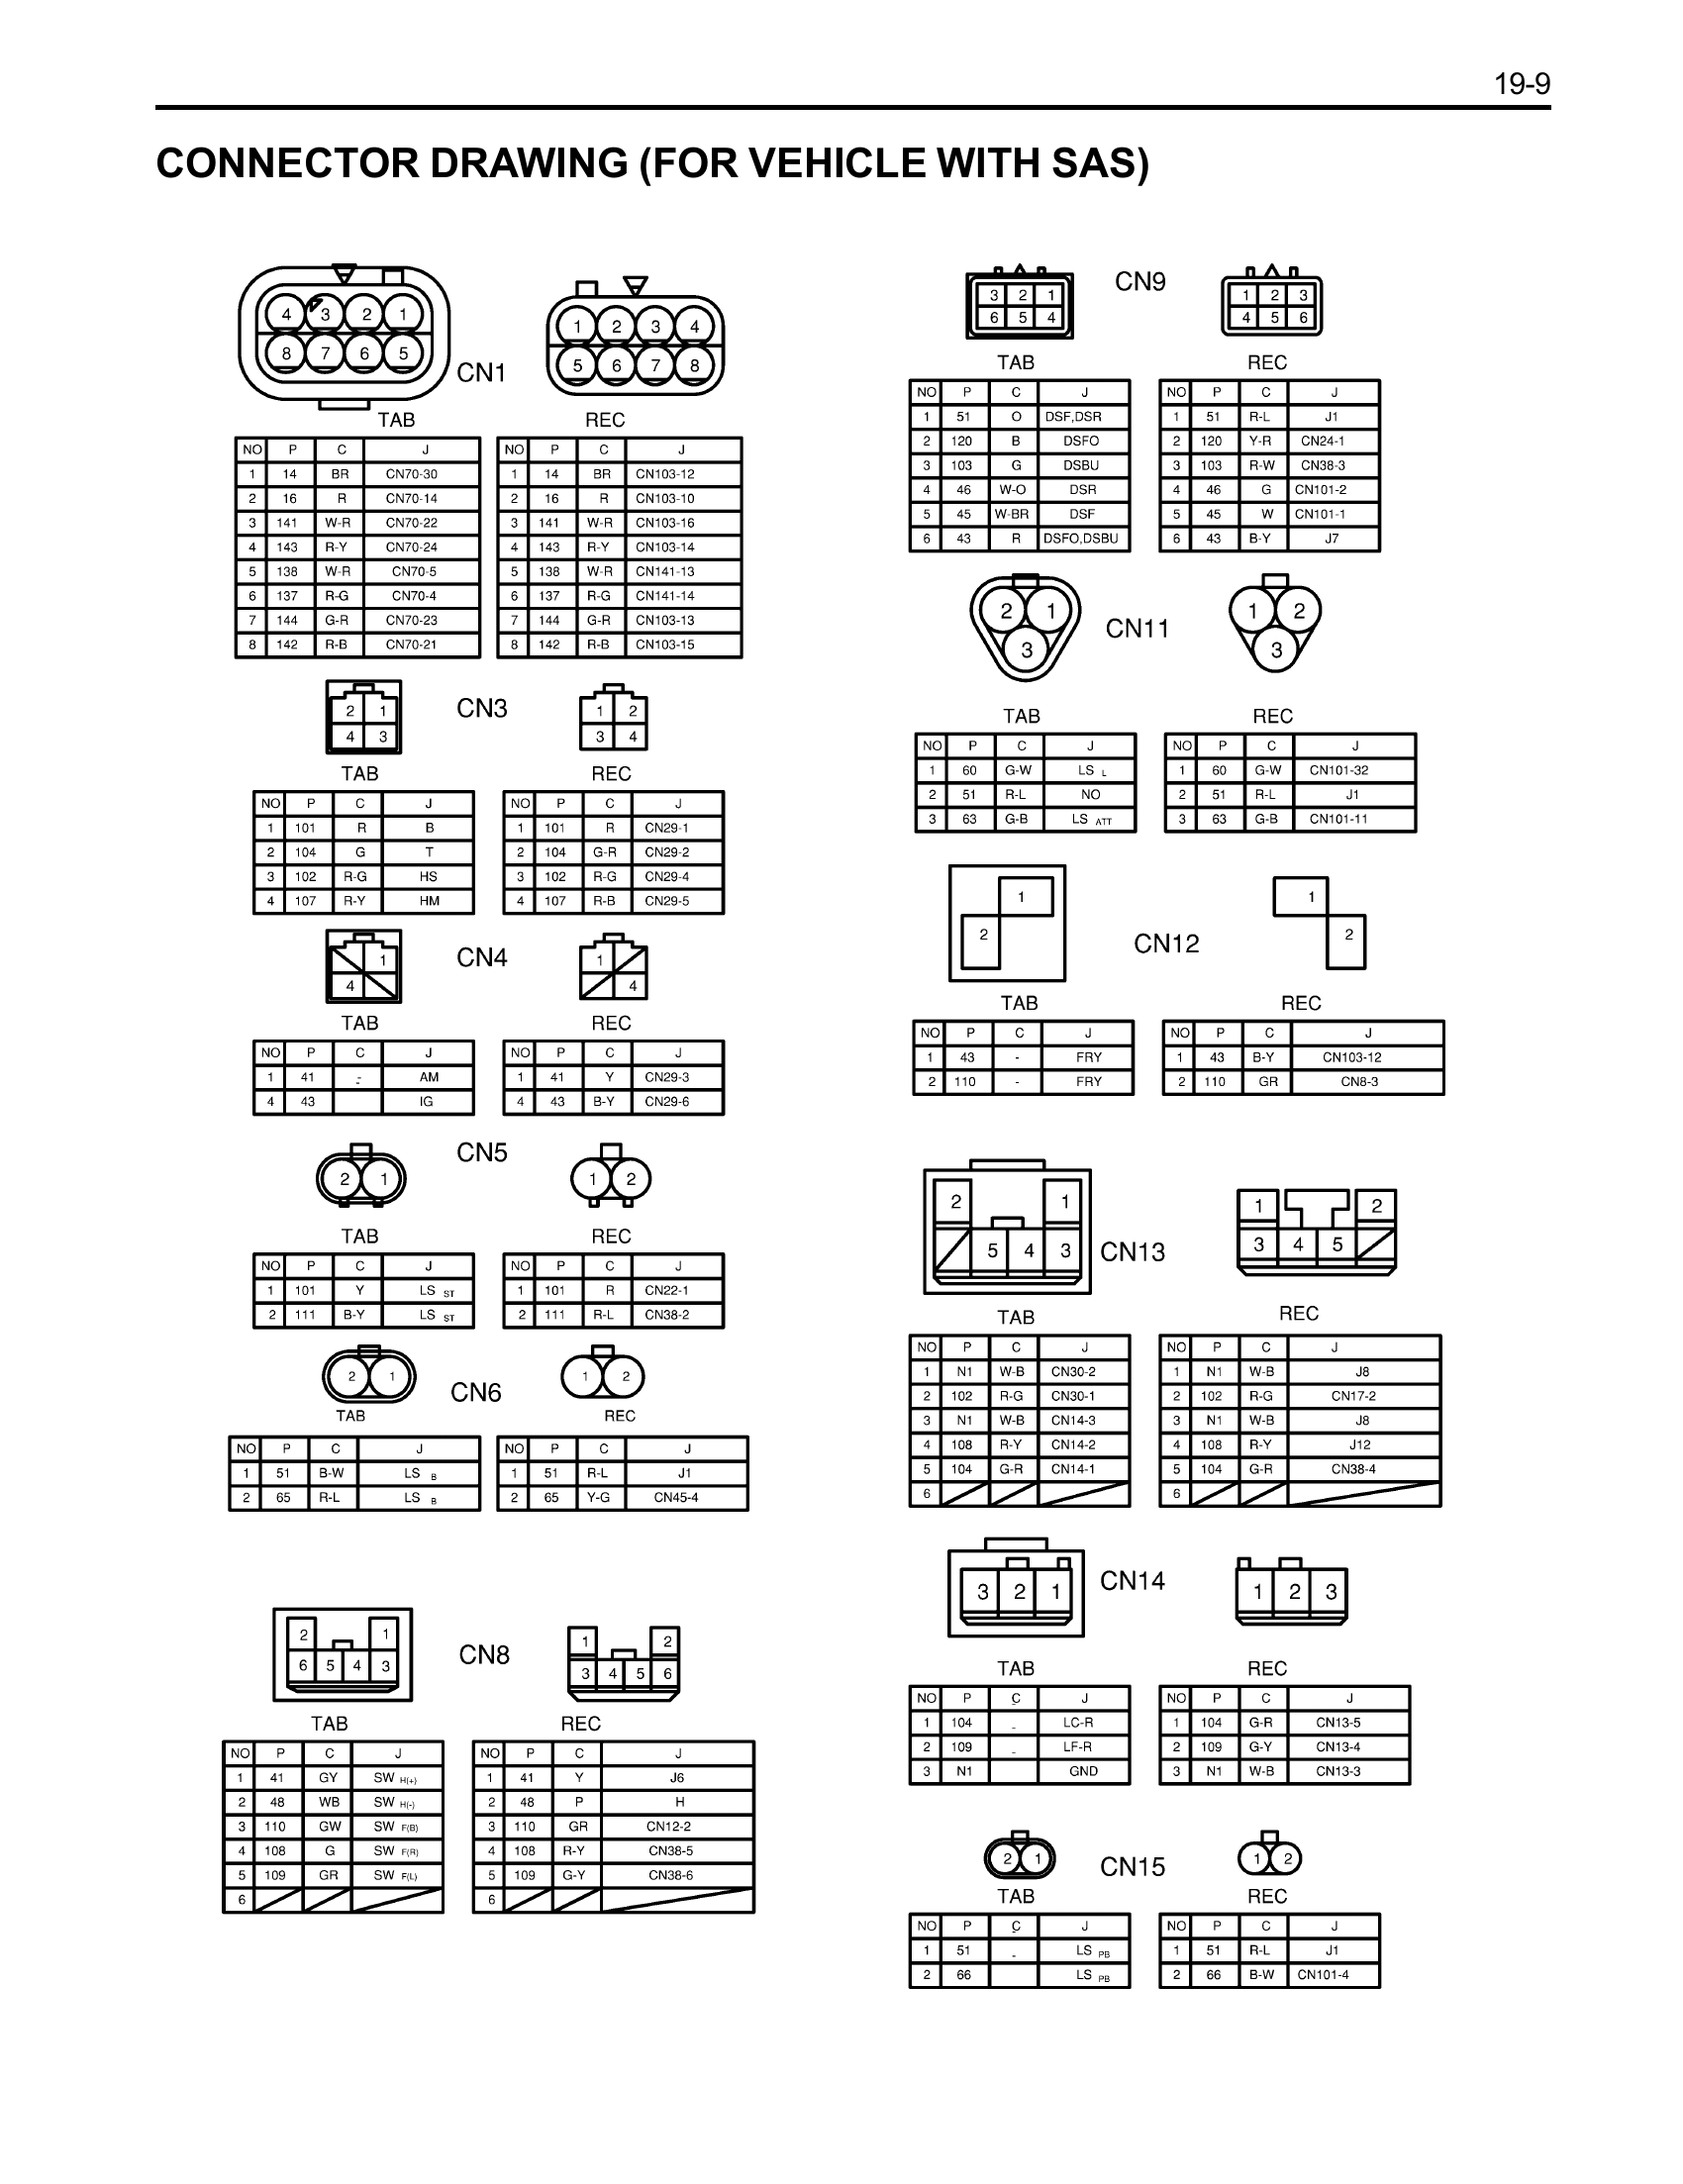 19-9
CONNECTOR DRAWING (FOR VEHICLE WITH SAS)
4 3 2 1
8 7 6 5
CN1
1 2 3 4
5 6 7 8
TAB
NO P C J
1 14 BR CN70-30
2 16 R CN70-14
3 141 W-R CN70-22
4 143 R-Y CN70-24
5 138 W-R CN70-5
6 137 R-G CN70-4
7 144 G-R CN70-23
8 142 R-B CN70-21
REC
NO P C J
1 14 BR CN103-12
2 16 R CN103-10
3 141 W-R CN103-16
4 143 R-Y CN103-14
5 138 W-R CN141-13
6 137 R-G CN141-14
7 144 G-R CN103-13
8 142 R-B CN103-15
2 1
4 3
CN3
1 2
3 4
TAB
NO P C J
1 101 R B
2 104 G T
3 102 R-G HS
4 107 R-Y HM
REC
NO P C J
1 101 R CN29-1
2 104 G-R CN29-2
3 102 R-G CN29-4
4 107 R-B CN29-5
1
4
CN4
1
4
TAB
NO P C J
1 41 - AM
4 43 - IG
REC
NO P C J
1 41 Y CN29-3
4 43 B-Y CN29-6
CN5
2 1
1 2
TAB
NO P C J
1 101 Y LS ST
2 111 B-Y LS ST
REC
NO P C J
1 101 R CN22-1
2 111 R-L CN38-2
2 1
CN6
1 2
TAB
NO P C J
1 51 B-W LS B
2 65 R-L LS B
REC
NO P C J
1 51 R-L J1
2 65 Y-G CN45-4
2 1
6 5 4 3
CN8
1 2
3 4 5 6
TAB
NO P C J
1 41 GY SW H(+)
2 48 WB SW H(-)
3 110 GW SW F(B)
4 108 G SW F(R)
5 109 GR SW F(L)
6
REC
NO P C J
1 41 Y J6
2 48 P H
3 110 GR CN12-2
4 108 R-Y CN38-5
5 109 G-Y CN38-6
6
3 2 1
6 5 4
CN9
1 2 3
4 5 6
TAB
NO P C J
1 51 O DSF,DSR
2 120 B DSFO
3 103 G DSBU
4 46 W-O DSR
5 45 W-BR DSF
6 43 R DSFO,DSBU
REC
NO P C J
1 51 R-L J1
2 120 Y-R CN24-1
3 103 R-W CN38-3
4 46 G CN101-2
5 45 W CN101-1
6 43 B-Y J7
2 1
3
CN11
1 2
3
TAB
NO P C J
1 60 G-W LS L
2 51 R-L NO
3 63 G-B LS ATT
REC
NO P C J
1 60 G-W CN101-32
2 51 R-L J1
3 63 G-B CN101-11
1
2
CN12
1
2
TAB
NO P C J
1 43 - FRY
2 110 - FRY
REC
NO P C J
1 43 B-Y CN103-12
2 110 GR CN8-3
2 1
5 4 3
CN13
1 2
3 4 5
TAB
NO P C J
1 N1 W-B CN30-2
2 102 R-G CN30-1
3 N1 W-B CN14-3
4 108 R-Y CN14-2
5 104 G-R CN14-1
6
REC
NO P C J
1 N1 W-B J8
2 102 R-G CN17-2
3 N1 W-B J8
4 108 R-Y J12
5 104 G-R CN38-4
6
3 2 1
CN14
1 2 3
TAB
NO P C J
1 104 - LC-R
2 109 - LF-R
3 N1 - GND
REC
NO P C J
1 104 G-R CN13-5
2 109 G-Y CN13-4
3 N1 W-B CN13-3
2 1
CN15
1 2
TAB
NO P C J
1 51 - LS PB
2 66 - LS PB
REC
NO P C J
1 51 R-L J1
2 66 B-W CN101-4